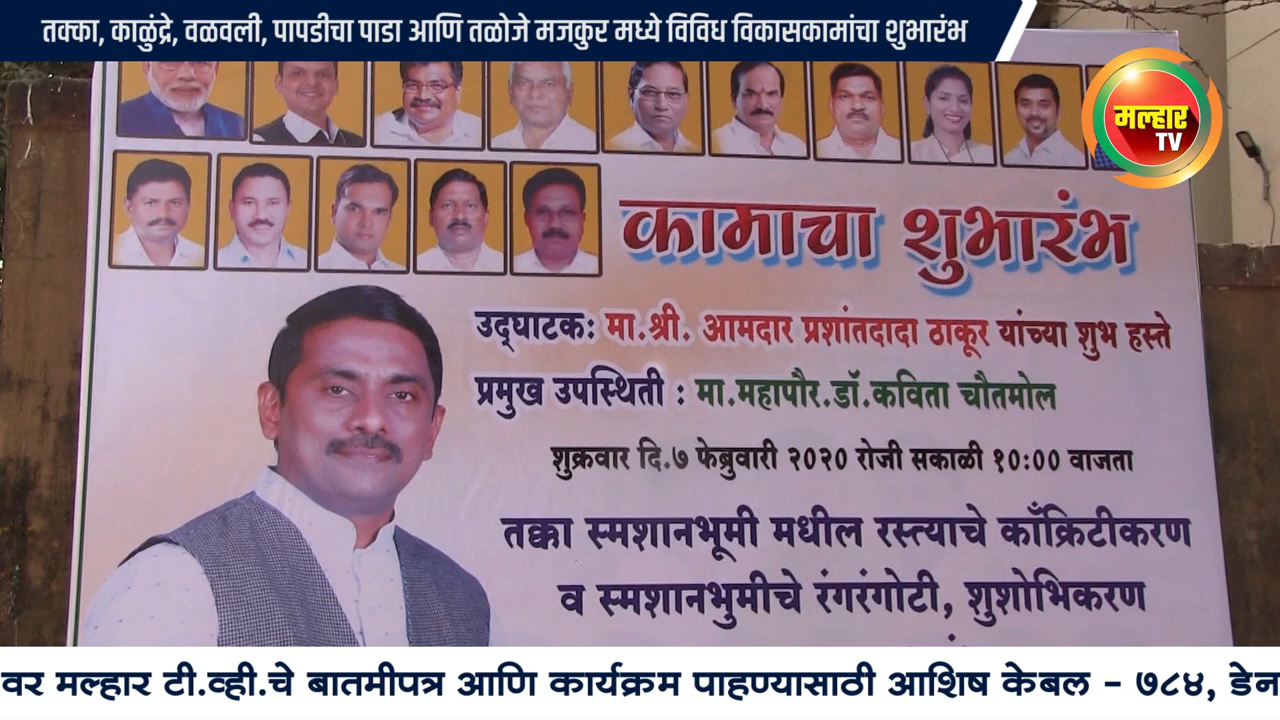 तक्का, काळुंद्रे, वळवली, पापडीचा पाडा आणि तळोजे मजकुर मध्ये विविध विकासकामांचा शुभारंभ
मल्हार
TV
कामाचा शुभारंभ
उद्घाटक: मा.श्री. आमदार प्रशांतदादा ठाकूर यांच्या शुभ हस्ते
प्रमुख उपस्थिती : मा.महापौर.डॉ.कविता चौतमोल
शुक्रवार दि.७ फेब्रुवारी २०२० रोजी सकाळी १०:०० वाजता
तक्का स्मशानभूमी मधील रस्त्याचे काँक्रिटीकरण
व स्मशानभुमीचे रंगरंगोटी, शुशोभिकरण
वर मल्हार टी.व्ही.चे बातमीपत्र आणि कार्यक्रम पाहण्यासाठी आशिष केबल - ७८४, डेन